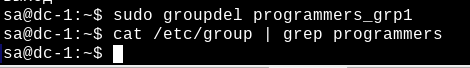 sa@dc-1:~$ sudo groupdel programmers_grp1
sa@dc-1:~$ cat /etc/group | grep programmers
sa@dc-1:~$